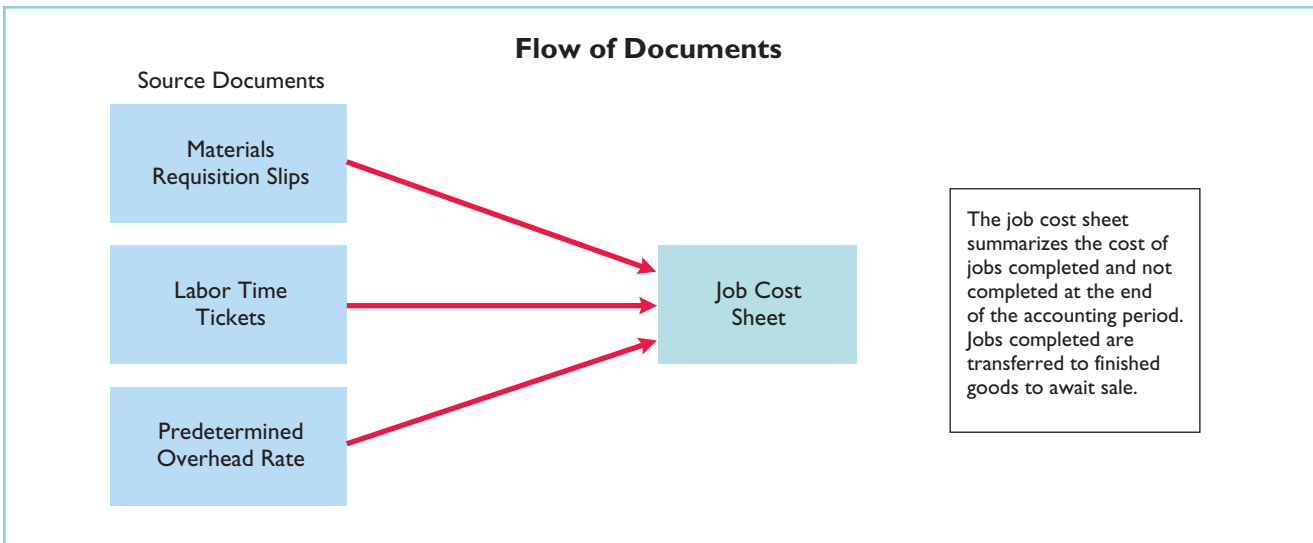 Flow of Documents
Source Documents
Materials
Requisition Slips
Labor Time
Tickets
Predetermined
Overhead Rate
Job Cost
Sheet
The job cost sheet
summarizes the cost of
jobs completed and not
completed at the end
of the accounting period.
Jobs completed are
transferred to finished
goods to await sale.